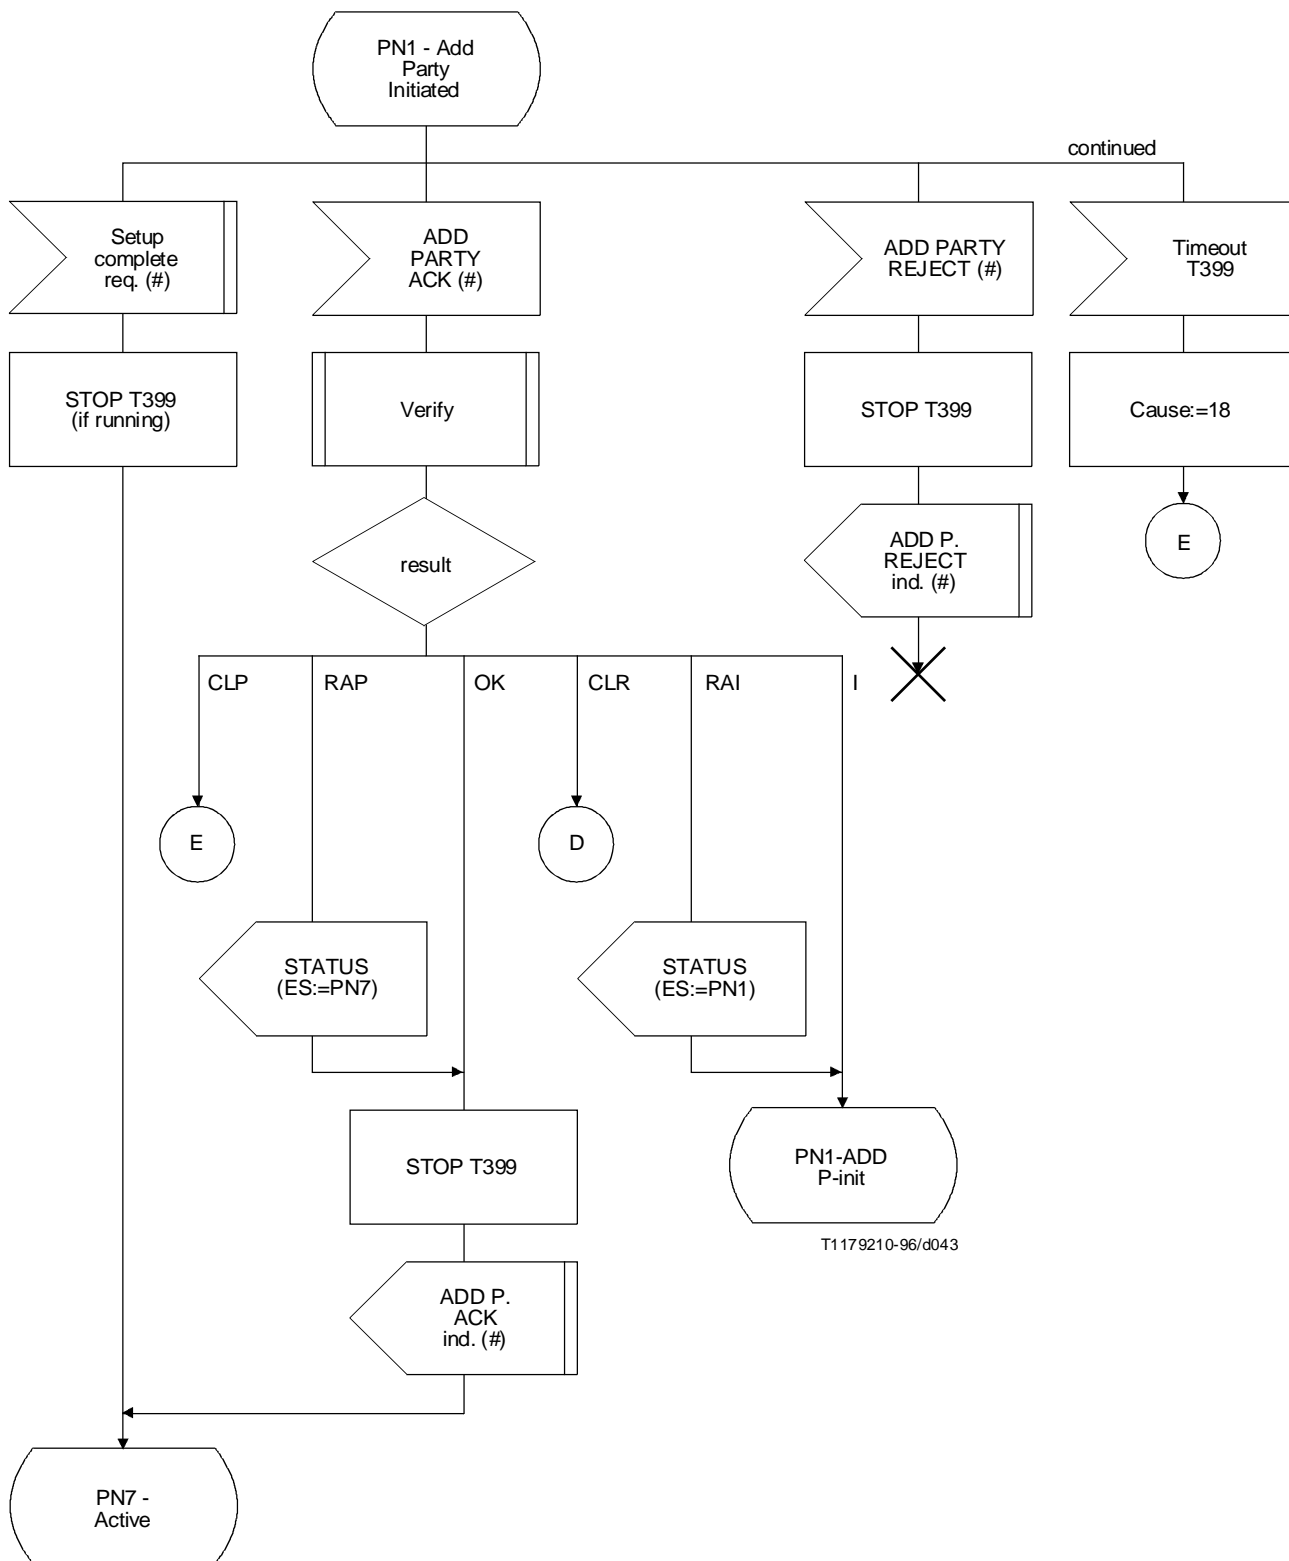 PN1 - Add
Party
Initiated
continued
Setup
complete
req. (#)
ADD
PARTY
ACK (#)
ADD PARTY
REJECT (#)
Timeout
T399
STOP T399
(if running)
Verify
STOP T399
Cause:=18
result
ADD P.
REJECT
ind. (#)
E
CLP
RAP
OK
CLR
RAI
I
E
D
STATUS
(ES:=PN7)
STATUS
(ES:=PN1)
STOP T399
PN1-ADD
P-init
T1179210-96/d043
ADD P.
ACK
ind. (#)
PN7 -
Active